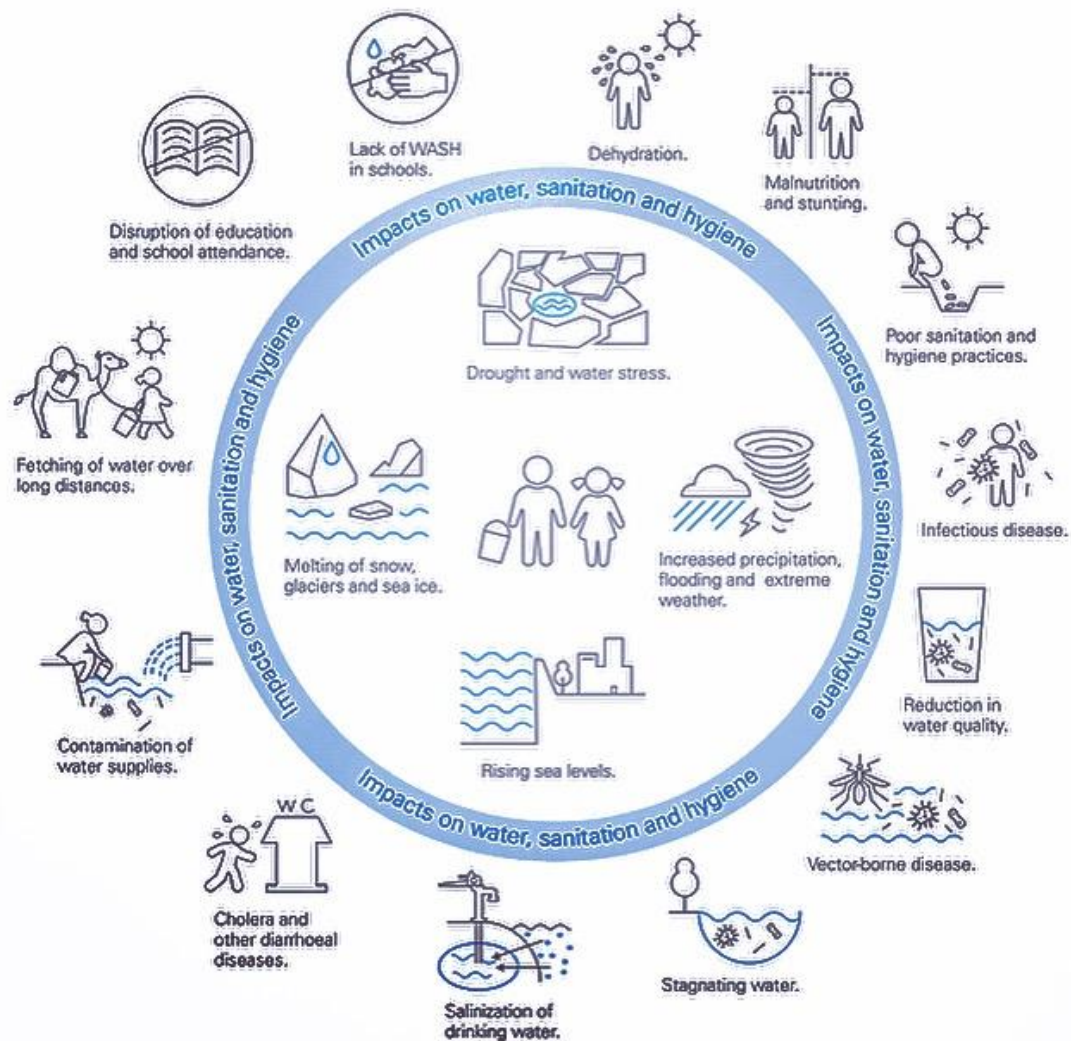 Lack of WASH
in schools.
Dehydration.
Malnutrition
and stunting.
Disruption of education
and school attendance.
Impacts on water, sanitation and hygiene
Poor sanitation and
hygiene practices.
Drought and water stress.
Impacts on water, sanitation and hygiene
Impacts on water, sanitation and hygiene
Fetching of water over
long distances.
Infectious disease.
Melting of snow,
glaciers and sea ice.
Increased precipitation,
flooding and extreme
weather.
Reduction in
water quality.
Contamination of
water supplies.
Rising sea levels.
Impacts on water, sanitation and hygiene
WC
Vector-borne disease.
Cholera and
other diarrhoeal
diseases.
Stagnating water.
Salinization of
drinking water.